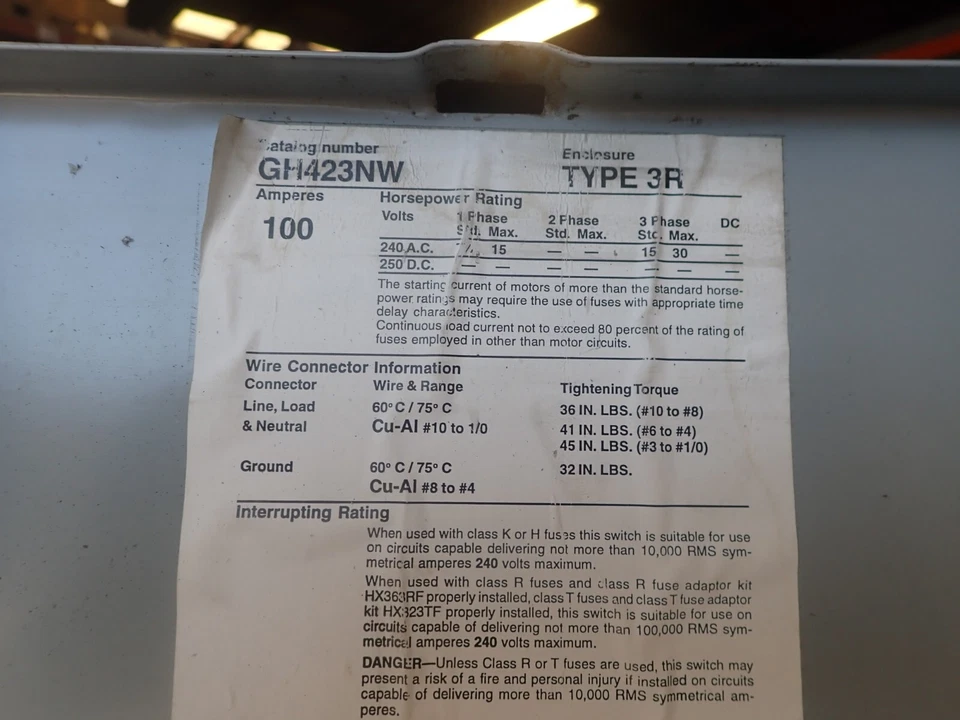 Catalog number
GH423NW
Enclosure
TYPE 3R
Amperes
100
Horsepower Rating
Volts 1 Phase 2 Phase 3 Phase DC
Std. Max. Std. Max. Std. Max.
240 A.C. 15 — — 15 30 —
250 D.C. — — — — — — —
The starting current of motors of more than the standard horse-
power ratings may require the use of fuses with appropriate time
delay characteristics.
Continuous load current not to exceed 80 percent of the rating of
fuses employed in other than motor circuits.
Wire Connector Information
Connector Wire & Range Tightening Torque
Line, Load 60° C / 75° C 36 IN. LBS. (#10 to #8)
& Neutral Cu-Al #10 to 1/0 41 IN. LBS. (#6 to #4)
45 IN. LBS. (#3 to #1/0)
Ground 60° C / 75° C 32 IN. LBS.
Cu-Al #8 to #4
Interrupting Rating
When used with class K or H fuses this switch is suitable for use
on circuits capable delivering not more than 10,000 RMS sym-
metrical amperes 240 volts maximum.
When used with class R fuses and class R fuse adaptor kit
HX363RF properly installed, class T fuses and class T fuse adaptor
kit HX323TF properly installed, this switch is suitable for use on
circuits capable of delivering not more than 100,000 RMS sym-
metrical amperes 240 volts maximum.
DANGER—Unless Class R or T fuses are used, this switch may
present a risk of a fire and personal injury if installed on circuits
capable of delivering more than 10,000 RMS symmetrical am-
peres.